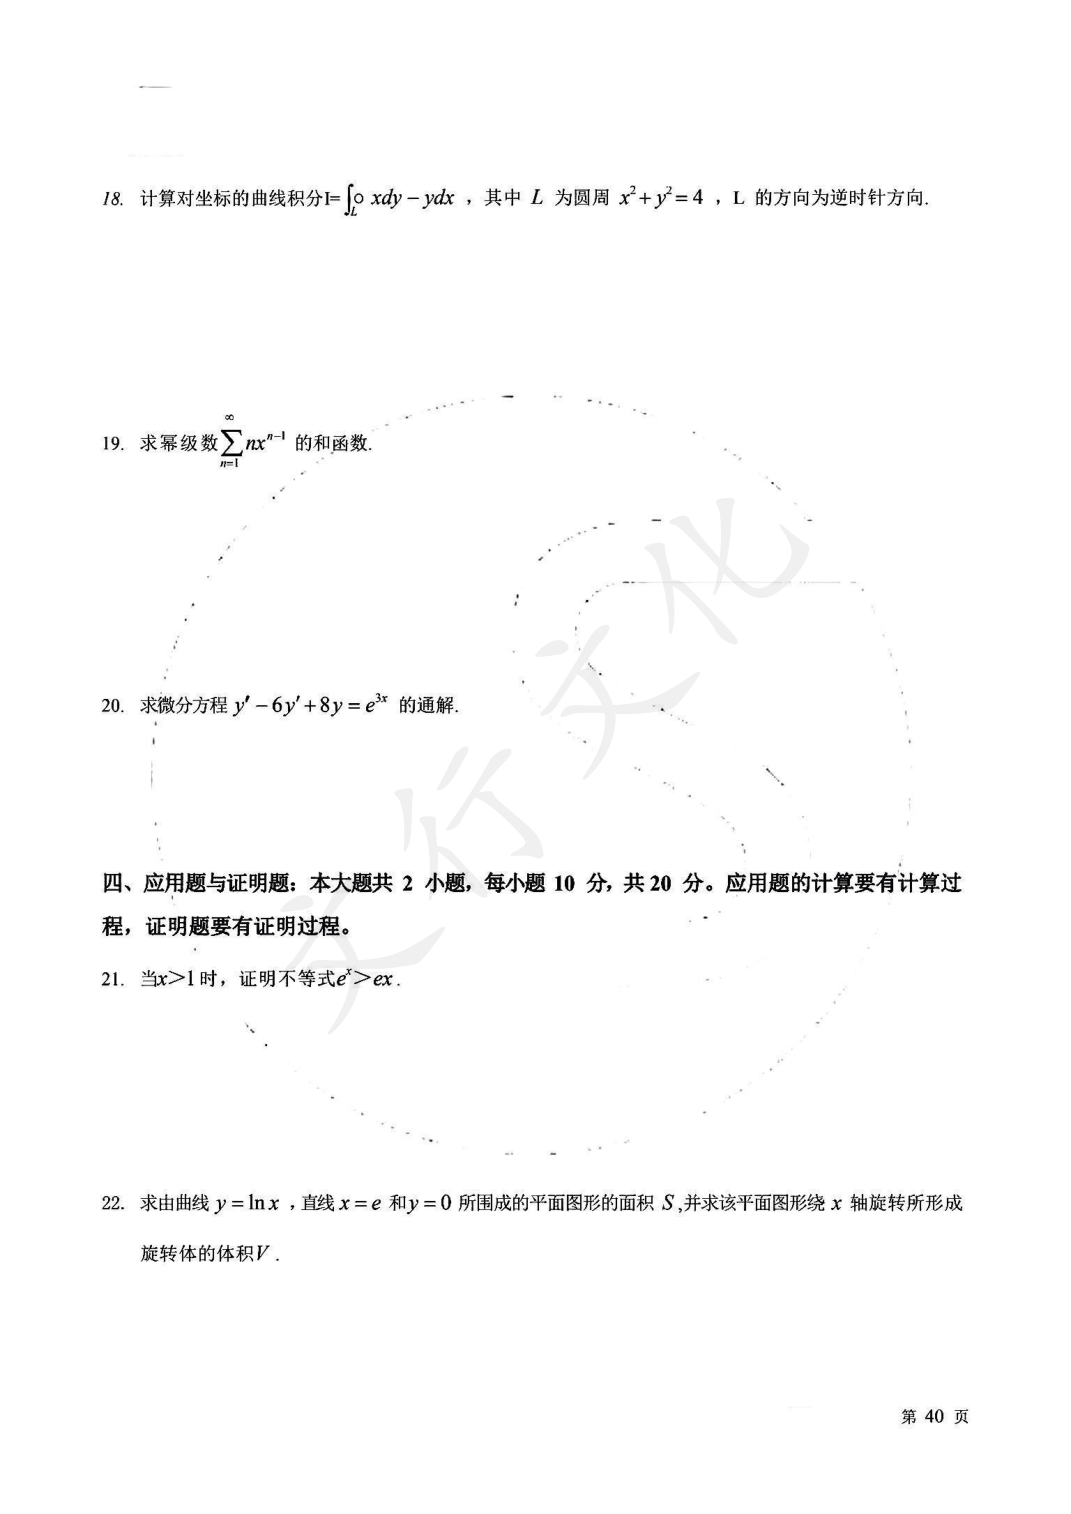 18. 计算对坐标的曲线积分I=∮_L xdy − ydx ，其中 L 为圆周 x²+y²=4 ，L 的方向为逆时针方向.
19. 求幂级数∑_{n=1}^{∞} nx^{n−1} 的和函数.
20. 求微分方程 y′−6y′+8y=e^{3x} 的通解.
四、应用题与证明题：本大题共 2 小题，每小题 10 分，共 20 分。应用题的计算要有计算过
程，证明题要有证明过程。
21. 当x＞1时，证明不等式e^x＞ex .
22. 求由曲线 y=ln x ，直线 x=e 和y=0 所围成的平面图形的面积 S,并求该平面图形绕 x 轴旋转所形成
旋转体的体积V .
第 40 页
文行文化